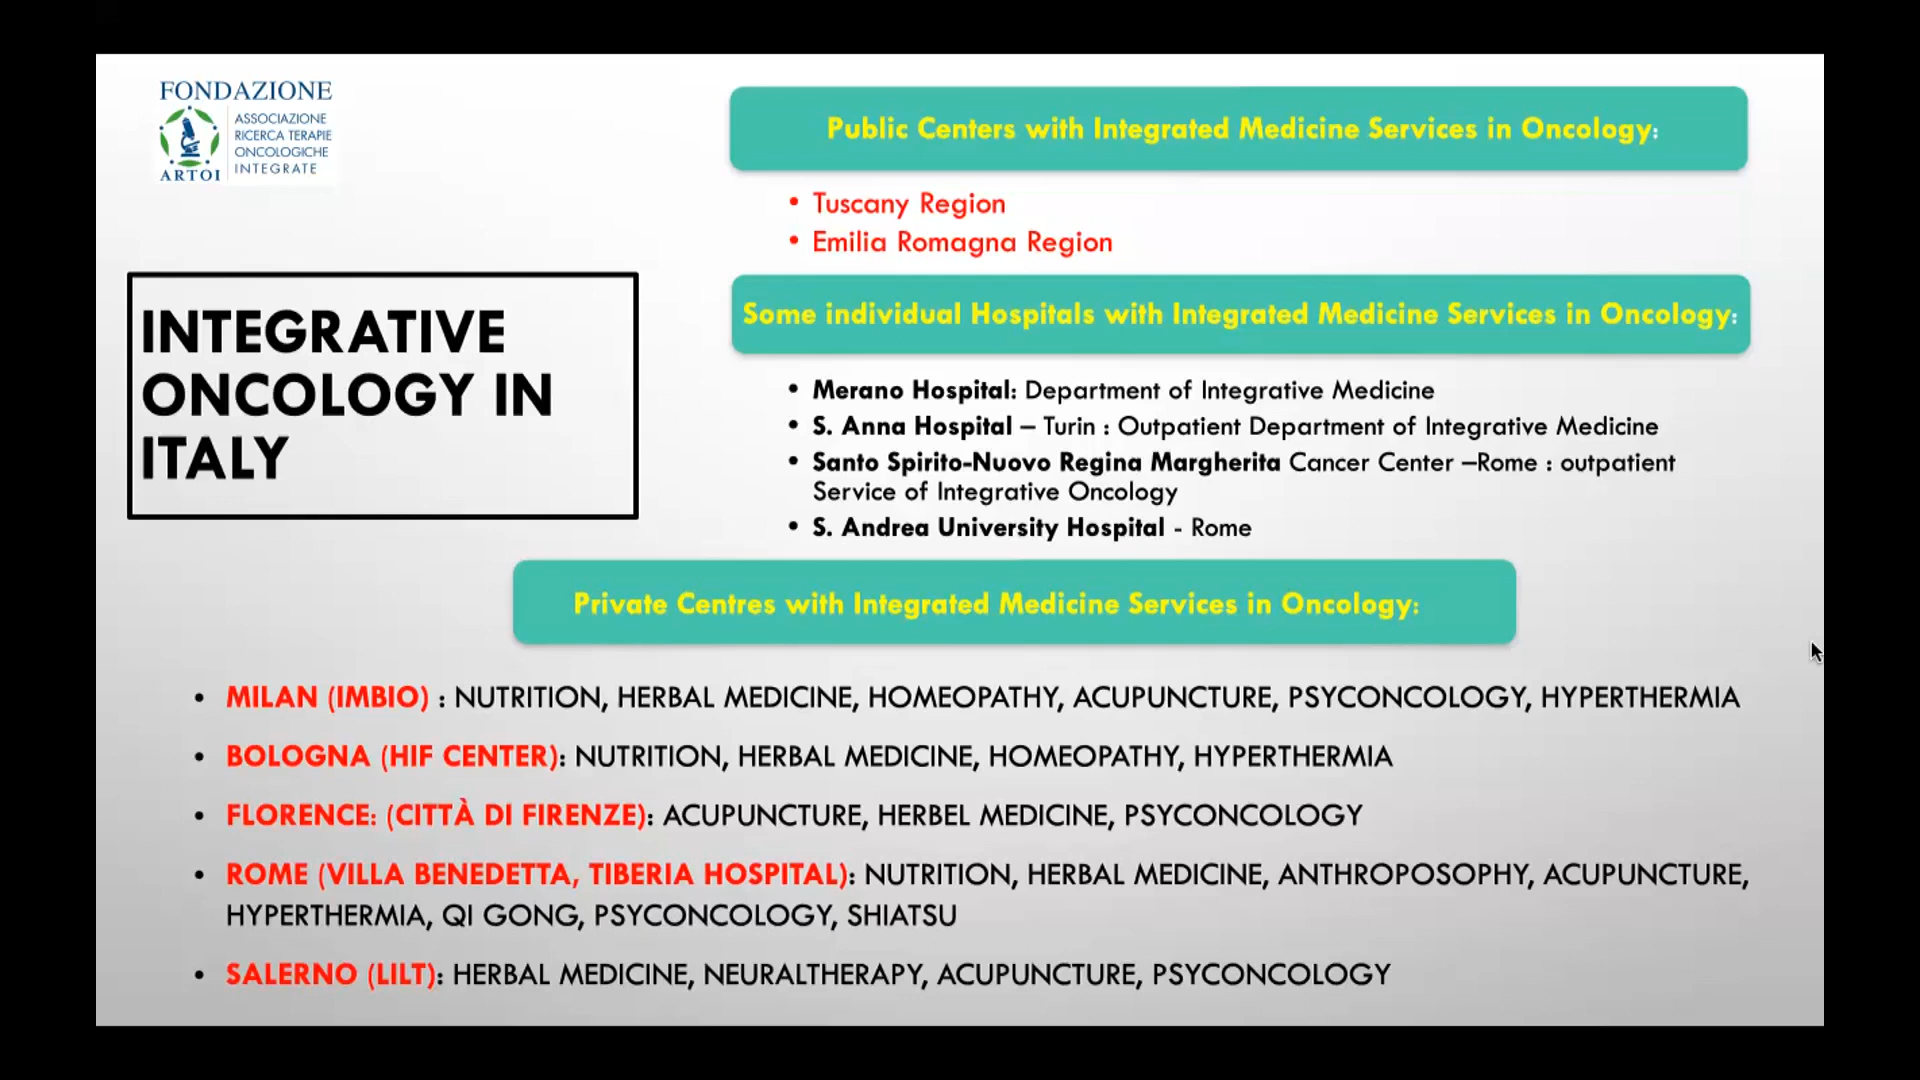 FONDAZIONE
ASSOCIAZIONE
RICERCA TERAPIE
ONCOLOGICHE
INTEGRATE
ARTOI
INTEGRATIVE
ONCOLOGY IN
ITALY
Public Centers with Integrated Medicine Services in Oncology:
• Tuscany Region
• Emilia Romagna Region
Some individual Hospitals with Integrated Medicine Services in Oncology:
• Merano Hospital: Department of Integrative Medicine
• S. Anna Hospital – Turin : Outpatient Department of Integrative Medicine
• Santo Spirito-Nuovo Regina Margherita Cancer Center –Rome : outpatient
Service of Integrative Oncology
• S. Andrea University Hospital - Rome
Private Centres with Integrated Medicine Services in Oncology:
• MILAN (IMBIO) : NUTRITION, HERBAL MEDICINE, HOMEOPATHY, ACUPUNCTURE, PSYCONCOLOGY, HYPERTHERMIA
• BOLOGNA (HIF CENTER): NUTRITION, HERBAL MEDICINE, HOMEOPATHY, HYPERTHERMIA
• FLORENCE: (CITTÀ DI FIRENZE): ACUPUNCTURE, HERBEL MEDICINE, PSYCONCOLOGY
• ROME (VILLA BENEDETTA, TIBERIA HOSPITAL): NUTRITION, HERBAL MEDICINE, ANTHROPOSOPHY, ACUPUNCTURE,
HYPERTHERMIA, QI GONG, PSYCONCOLOGY, SHIATSU
• SALERNO (LILT): HERBAL MEDICINE, NEURALTHERAPY, ACUPUNCTURE, PSYCONCOLOGY